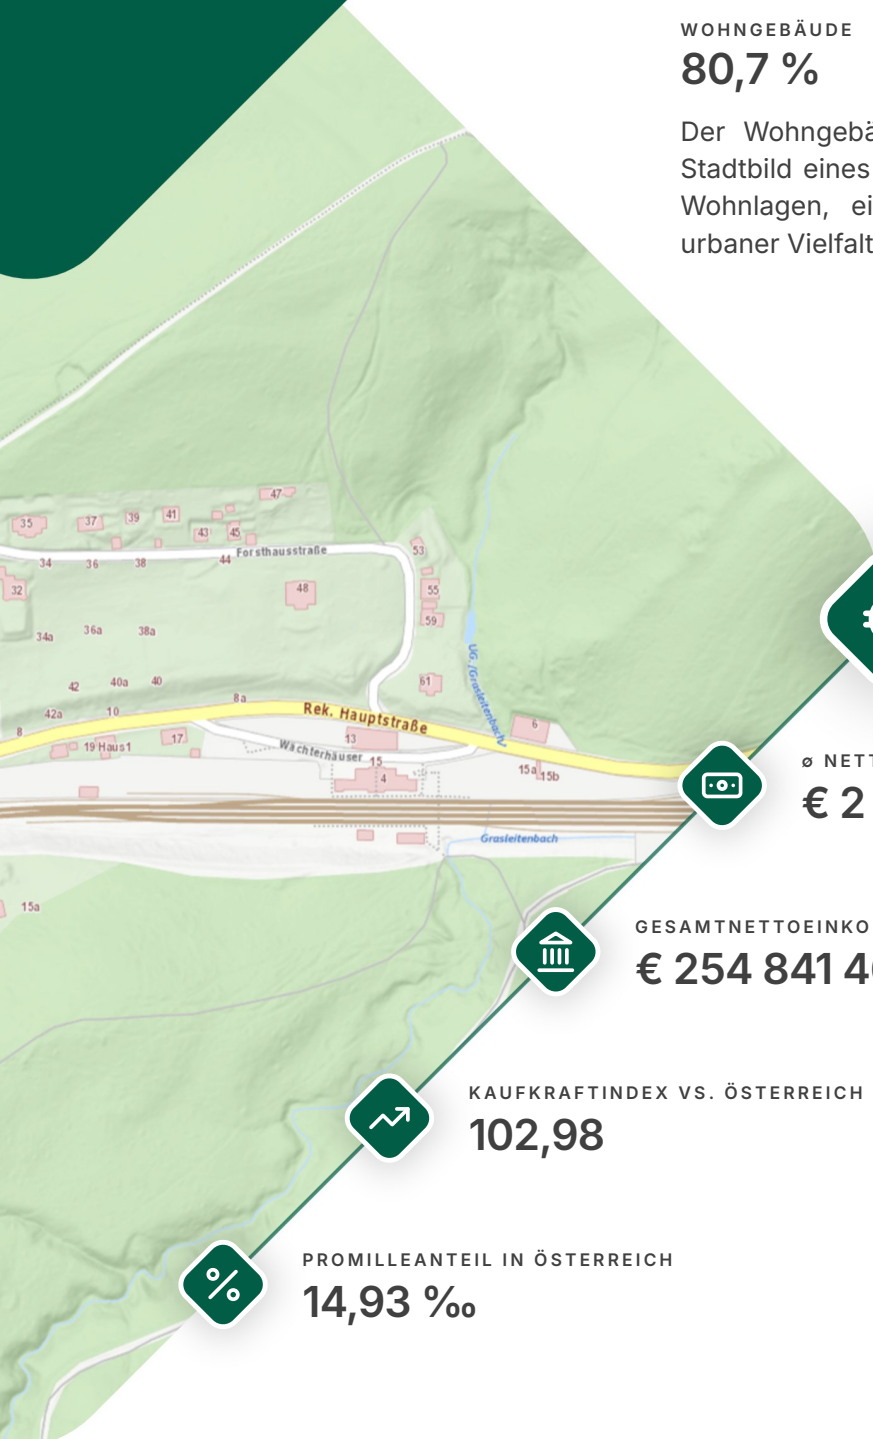 WOHNGEBÄUDE
80,7 %
Der Wohngebä
Stadtbild eines
Wohnlagen, ei
urbaner Vielfalt
47
35
37
39
41
43
45
Forsthausstraße
53
34
36
38
44
32
48
55
59
34a
36a
38a
UG./Grasleitenbach/
42
40a
40
61
8a
42a
10
Rek. Hauptstraße
6
8
19 Haus1
17
13
Wächterhäuser
15
4
15a
15b
ø NETT
€ 2
Grasleitenbach
15a
GESAMTNETTOEINKO
€ 254 841 4
KAUFKRAFTINDEX VS. ÖSTERREICH
102,98
PROMILLEANTEIL IN ÖSTERREICH
14,93 ‰